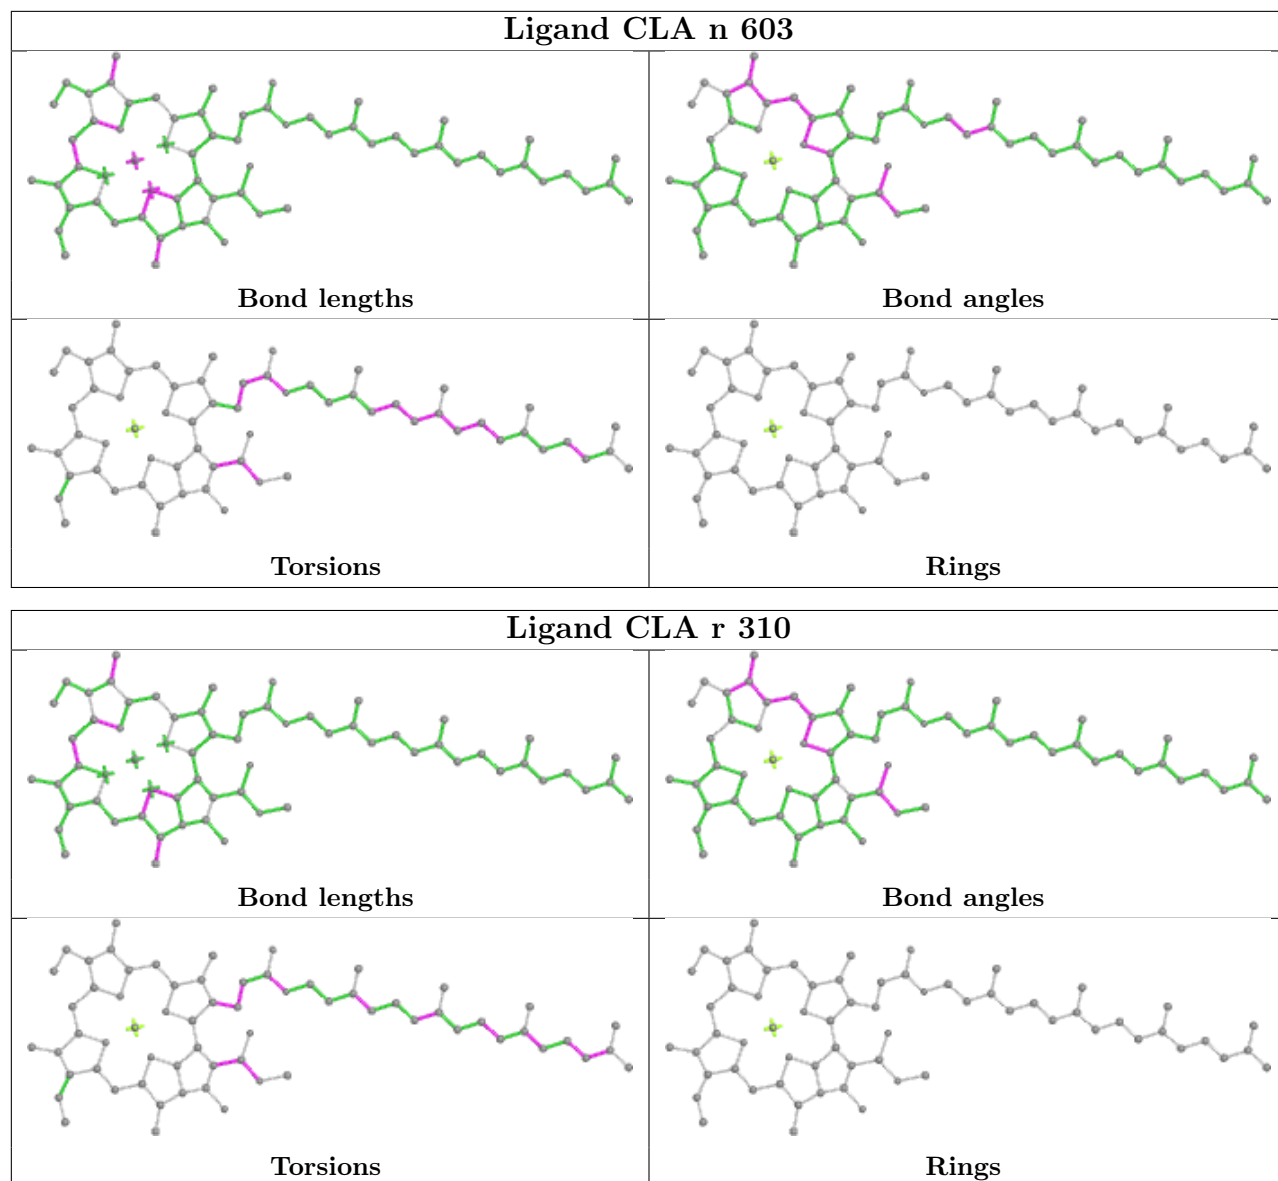 Ligand CLA n 603
Bond lengths
Bond angles
Torsions
Rings
Ligand CLA r 310
Bond lengths
Bond angles
Torsions
Rings